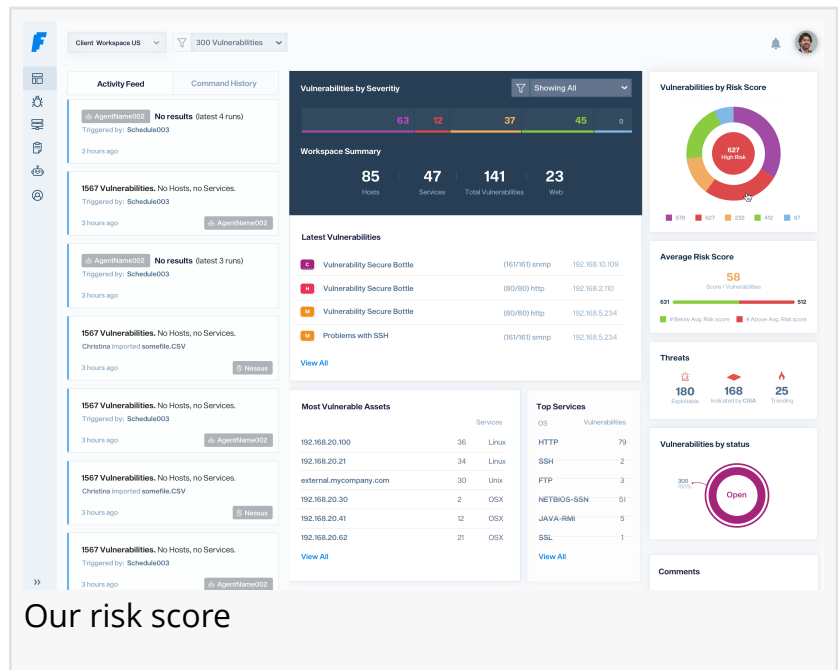 Client Workspace US
300 Vulnerabilities
Activity Feed
Command History
AgentName002 No results (latest 4 runs)
Triggered by: Schedule003
3 hours ago
1567 Vulnerabilities. No Hosts, no Services.
Triggered by: Schedule003
3 hours ago
AgentName002
AgentName002 No results (latest 3 runs)
Triggered by: Schedule003
3 hours ago
1567 Vulnerabilities. No Hosts, no Services.
Christina imported somefile.CSV
3 hours ago
Nessus
1567 Vulnerabilities. No Hosts, no Services.
Triggered by: Schedule003
3 hours ago
AgentName002
1567 Vulnerabilities. No Hosts, no Services.
Christina imported somefile.CSV
3 hours ago
Nessus
1567 Vulnerabilities. No Hosts, no Services.
Triggered by: Schedule003
3 hours ago
AgentName002
Vulnerabilities by Severitiy
Showing All
63 12 37 45 0
Workspace Summary
85 47 141 23
Hosts Services Total Vulnerabilities Web
Latest Vulnerabilities
C Vulnerability Secure Bottle (161/161) snmp 192.168.10.109
H Vulnerability Secure Bottle (80/80) http 192.168.2.110
M Vulnerability Secure Bottle (80/80) http 192.168.5.234
M Problems with SSH (161/161) snmp 192.168.5.234
View All
Most Vulnerable Assets
Services
192.168.20.100 36 Linux
192.168.20.21 34 Linux
external.mycompany.com 30 Unix
192.168.20.30 2 OSX
192.168.20.41 12 OSX
192.168.20.62 21 OSX
View All
Top Services
OS Vulnerabilities
HTTP 79
SSH 2
FTP 3
NETBIOS-SSN 51
JAVA-RMI 5
SSL 1
View All
Vulnerabilities by Risk Score
627
High Risk
579 627 232 412 87
Average Risk Score
58
Score / Vulnerabilities
631 512
# Below Avg. Risk score # Above Avg. Risk score
Threats
180 168 25
Exploitable Indicated by CISA Trending
Vulnerabilities by status
300
100%
Open
Comments
Our risk score